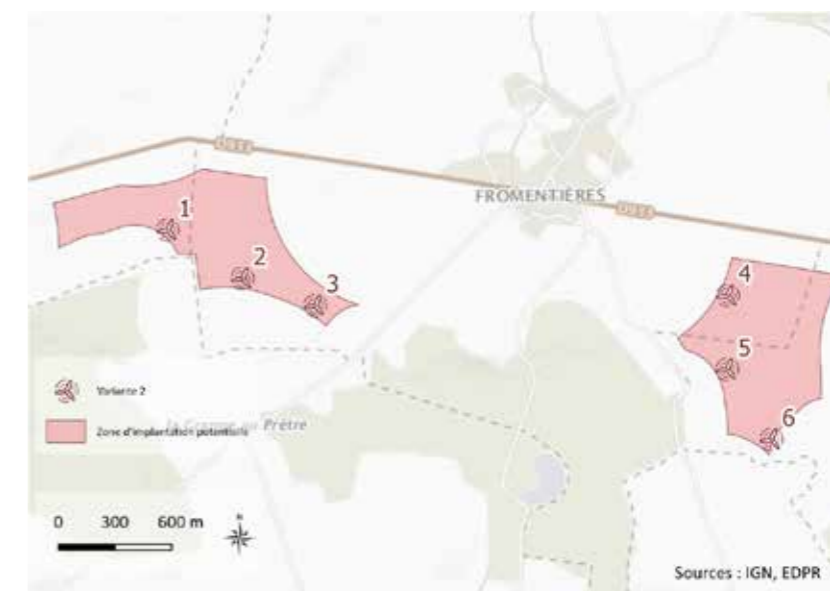 FROMENTIÈRES
1
2
3
4
5
6
Variante 2
Zone d'implantation potentielle
Prêtre
0 300 600 m
N
Sources : IGN, EDPR